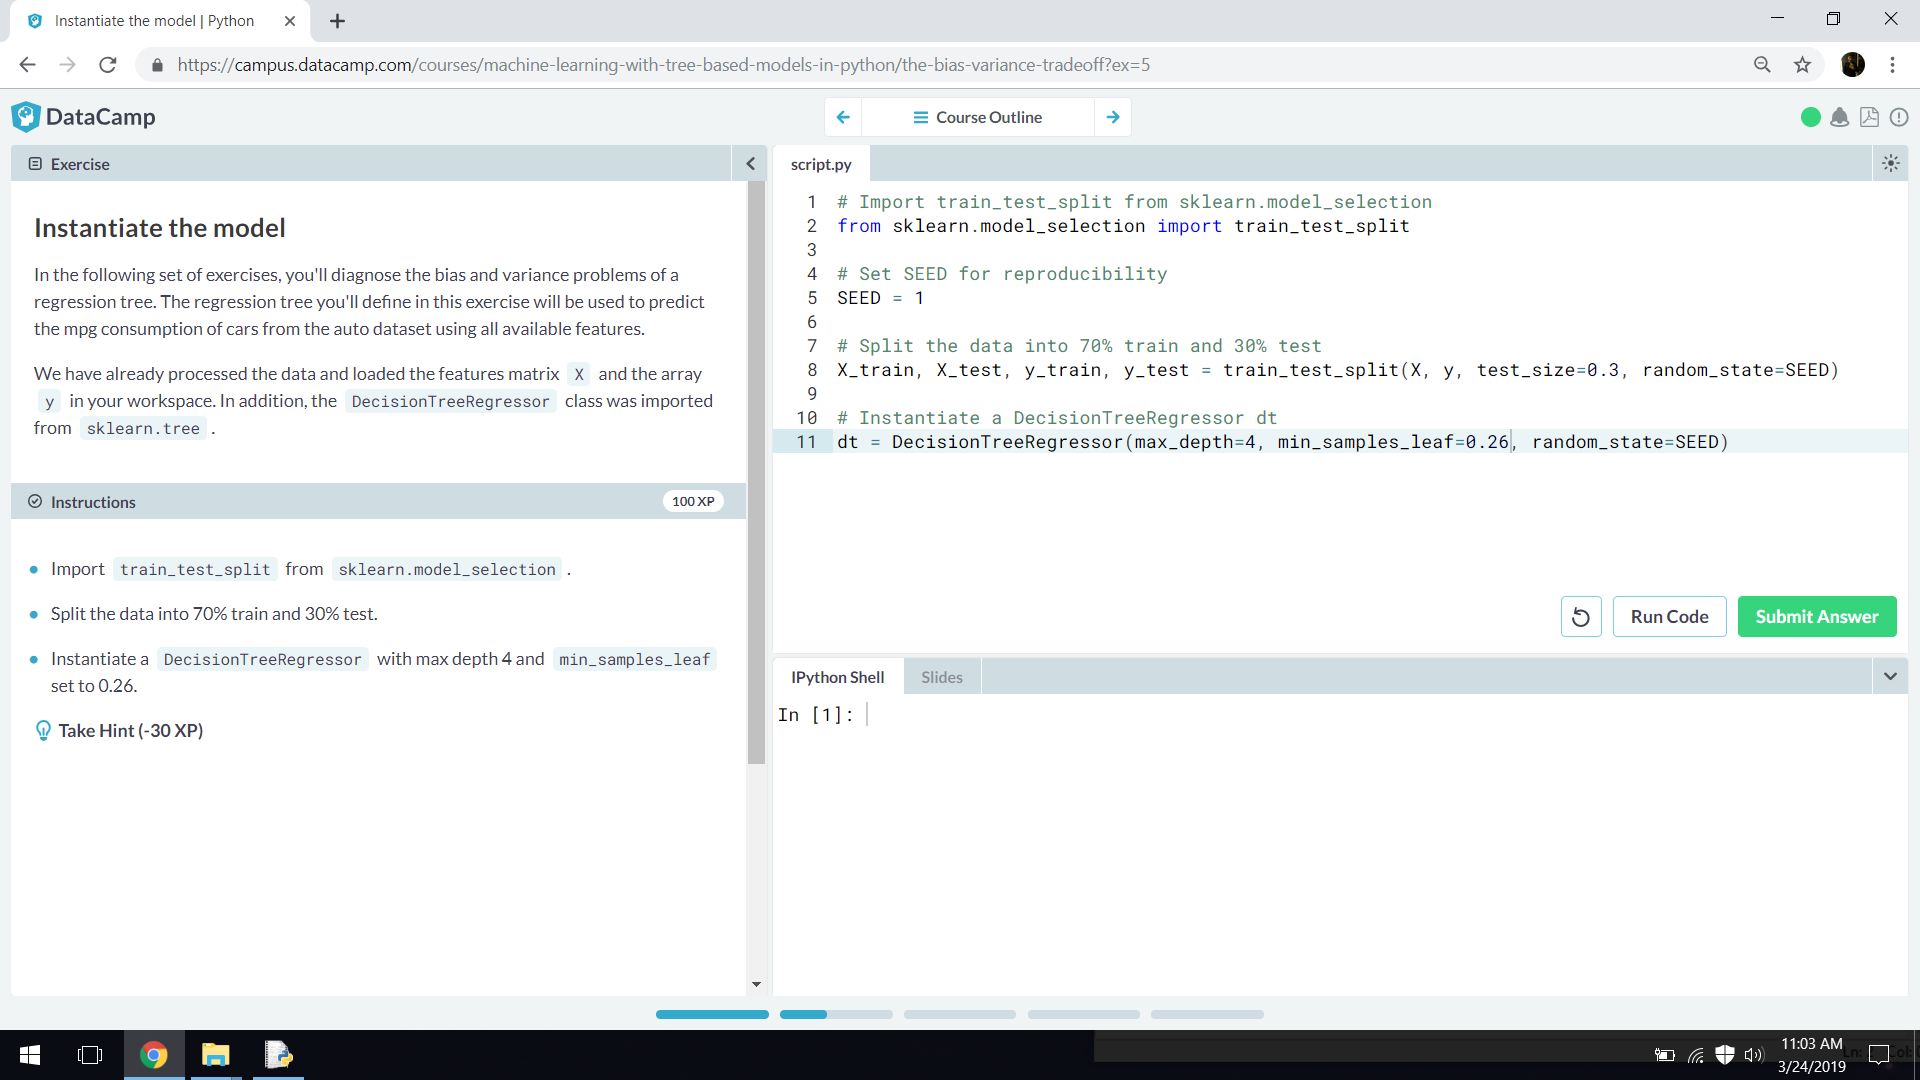 Instantiate the model | Python
https://campus.datacamp.com/courses/machine-learning-with-tree-based-models-in-python/the-bias-variance-tradeoff?ex=5
DataCamp
Course Outline
Exercise
Instantiate the model
In the following set of exercises, you'll diagnose the bias and variance problems of a
regression tree. The regression tree you'll define in this exercise will be used to predict
the mpg consumption of cars from the auto dataset using all available features.
We have already processed the data and loaded the features matrix X and the array
y in your workspace. In addition, the DecisionTreeRegressor class was imported
from sklearn.tree .
Instructions
100 XP
Import train_test_split from sklearn.model_selection .
Split the data into 70% train and 30% test.
Instantiate a DecisionTreeRegressor with max depth 4 and min_samples_leaf
set to 0.26.
Take Hint (-30 XP)
script.py
1 # Import train_test_split from sklearn.model_selection
2 from sklearn.model_selection import train_test_split
3
4 # Set SEED for reproducibility
5 SEED = 1
6
7 # Split the data into 70% train and 30% test
8 X_train, X_test, y_train, y_test = train_test_split(X, y, test_size=0.3, random_state=SEED)
9
10 # Instantiate a DecisionTreeRegressor dt
11 dt = DecisionTreeRegressor(max_depth=4, min_samples_leaf=0.26, random_state=SEED)
Run Code
Submit Answer
IPython Shell
Slides
In [1]:
11:03 AM
3/24/2019